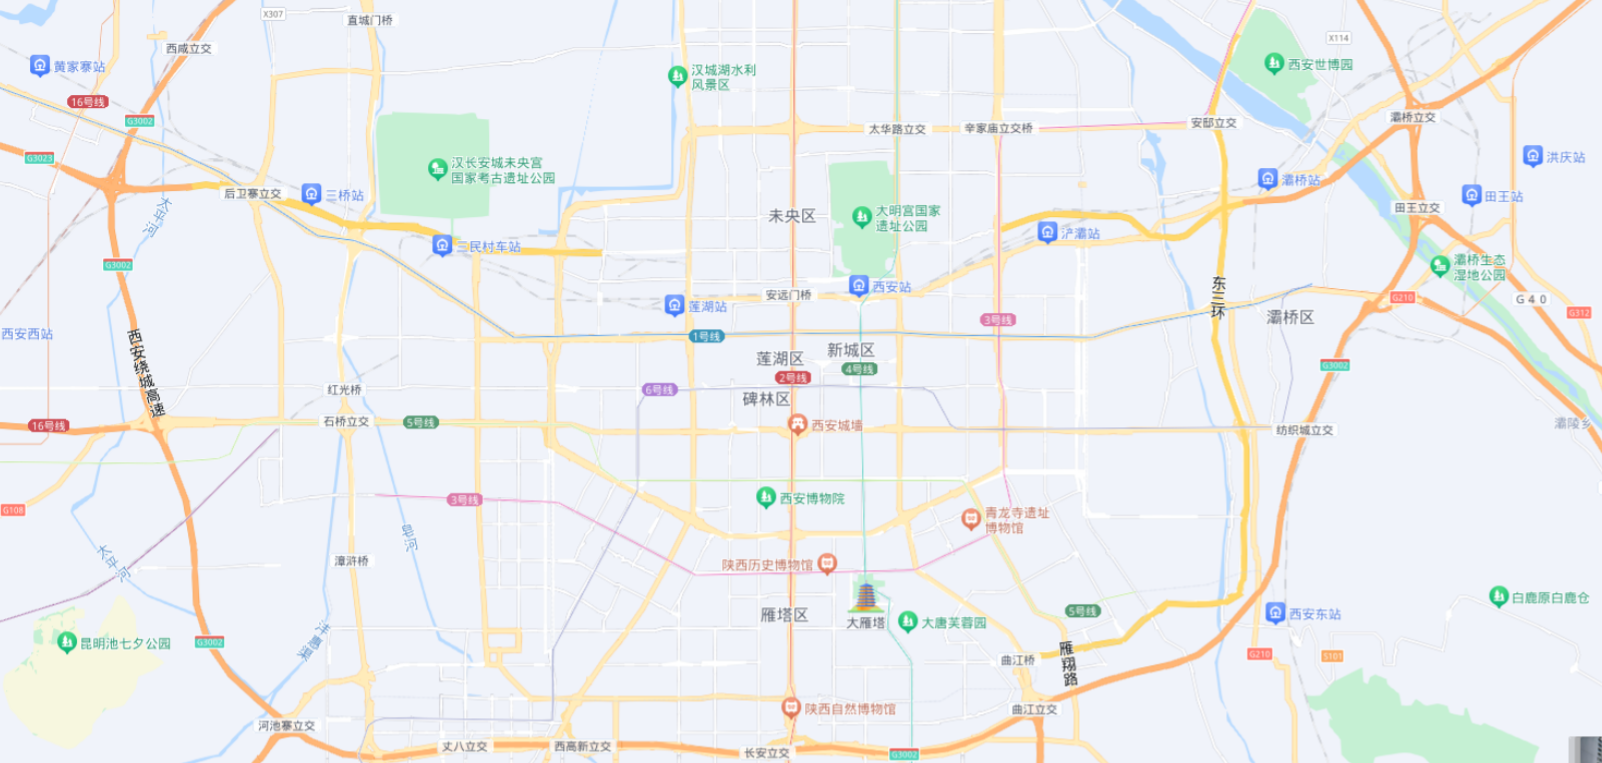 X307
直城门桥
西咸立交
黄家寨站
16号线
G3002
G3023
汉城湖水利
风景区
太华路立交
辛家庙立交桥
安邸立交
X114
西安世博园
灞桥立交
洪庆站
田王站
田王立交
灞桥站
汉长安城未央宫
国家考古遗址公园
后卫寨立交
三桥站
太平河
三民村车站
未央区
大明宫国家
遗址公园
浐灞站
灞桥生态
湿地公园
G3002
西安站
安远门桥
莲湖站
3号线
东三环
灞桥区
G210
G40
G312
西安西站
西安绕城高速
1号线
新城区
莲湖区
4号线
2号线
G3002
红光桥
6号线
碑林区
16号线
石桥立交
5号线
西安城墙
纺织城立交
灞陵乡
3号线
西安博物院
G108
青龙寺遗址
博物馆
皂河
太平河
漳浒桥
陕西历史博物馆
雁塔区
大雁塔
大唐芙蓉园
5号线
西安东站
白鹿原白鹿仓
昆明池七夕公园
G3002
沣惠渠
曲江桥
雁翔路
G210
S101
陕西自然博物馆
曲江立交
河池寨立交
丈八立交
西高新立交
长安立交
G3002